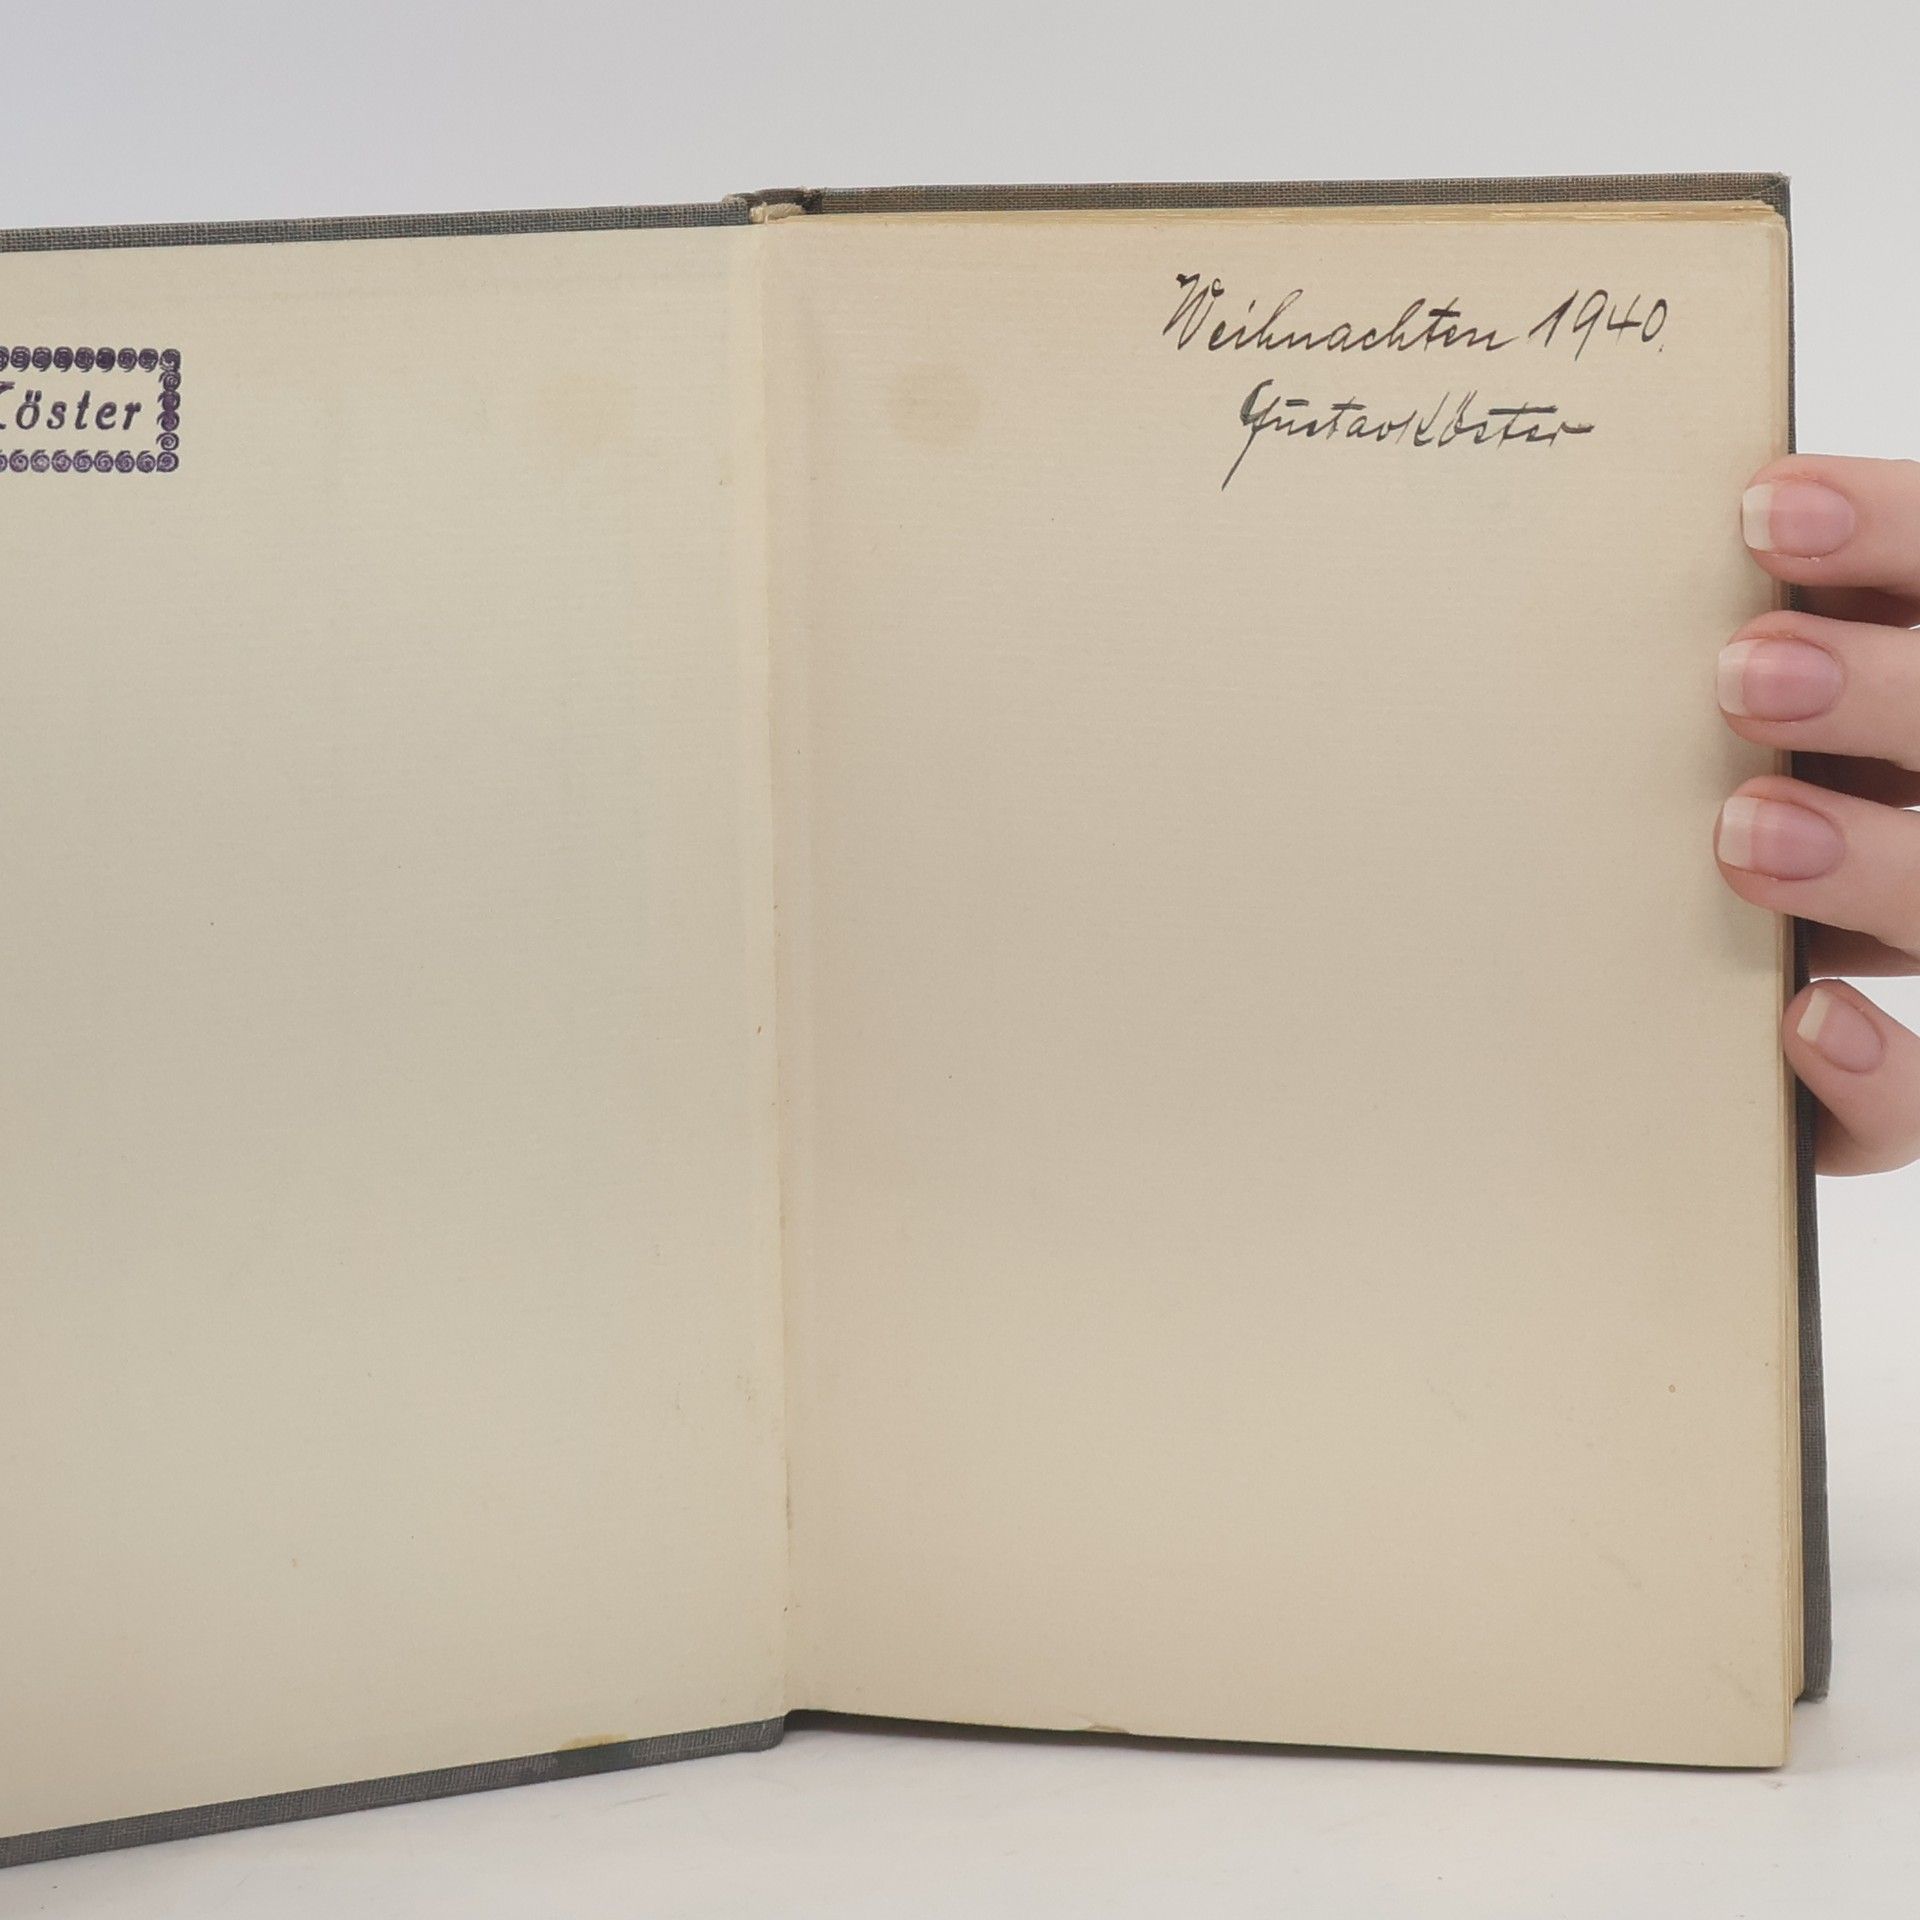 Köster
Weihnachten 1940.
Gustav Köster